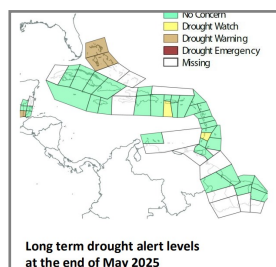 No Concern
Drought Watch
Drought Warning
Drought Emergency
Missing
Long term drought alert levels
at the end of May 2025